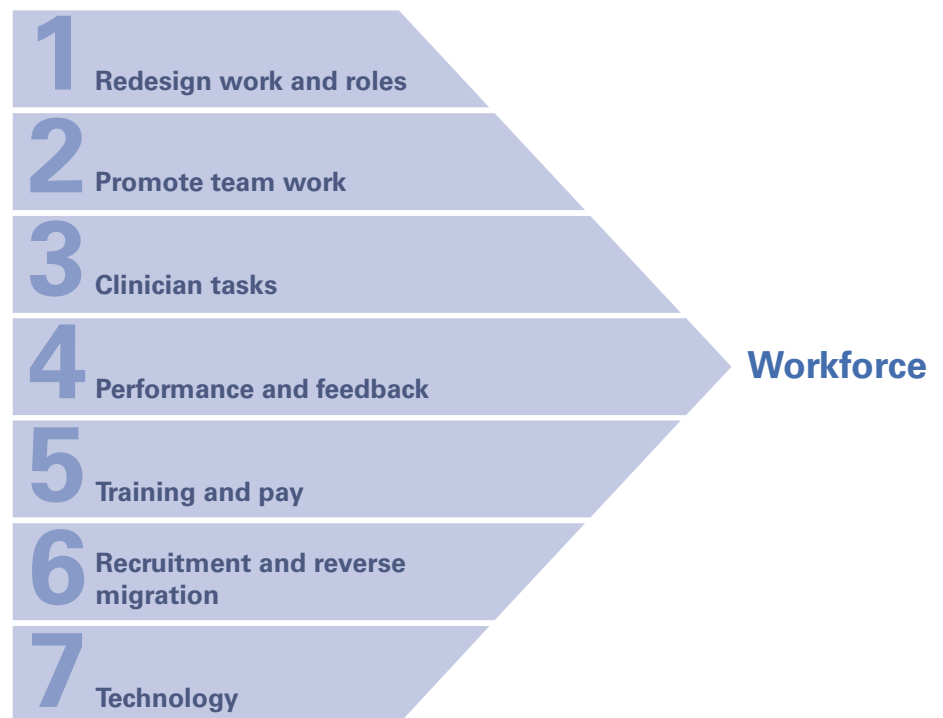 1 Redesign work and roles
2 Promote team work
3 Clinician tasks
4 Performance and feedback
Workforce
5 Training and pay
6 Recruitment and reverse
migration
7 Technology